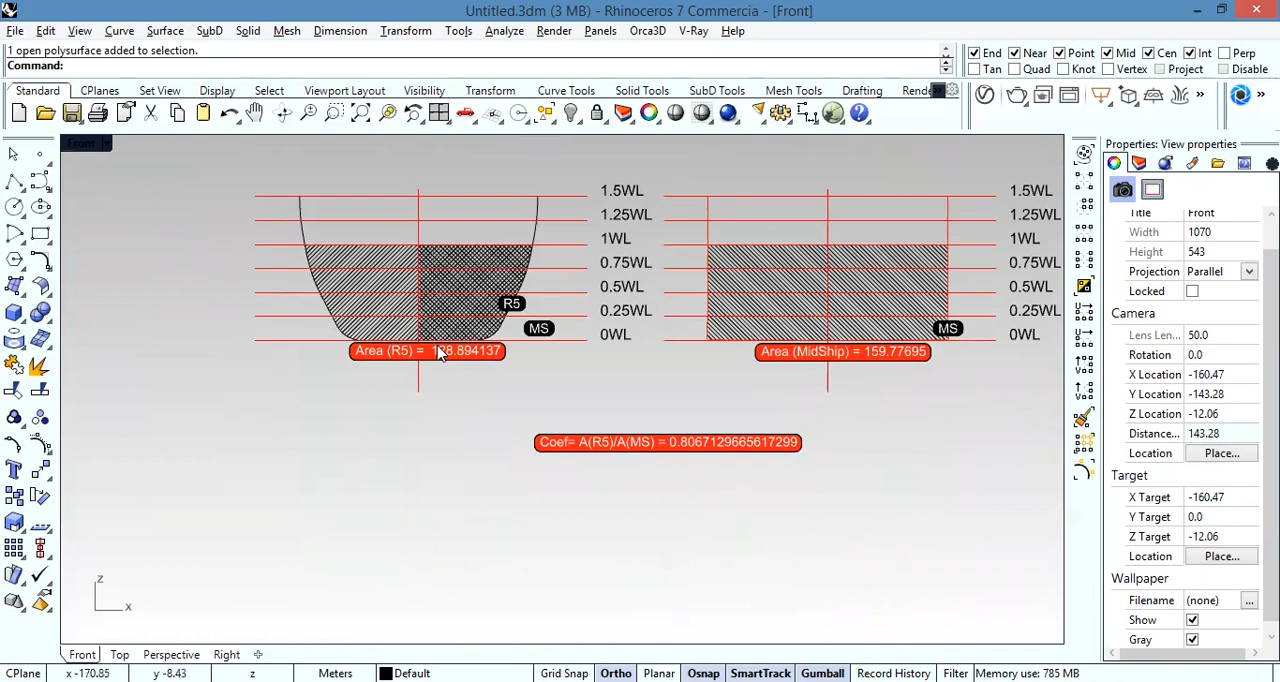 Untitled.3dm (3 MB) - Rhinoceros 7 Commercia - [Front]
File Edit View Curve Surface SubD Solid Mesh Dimension Transform Tools Analyze Render Panels Orca3D V-Ray Help
1 open polysurface added to selection.
Command:
End Near Point Mid Cen Int Perp
Tan Quad Knot Vertex Project Disable
Standard CPlanes Set View Display Select Viewport Layout Visibility Transform Curve Tools Solid Tools SubD Tools Mesh Tools Drafting
Front
Properties: View properties
Title Front
Width 1070
Height 543
Projection Parallel
Locked
Camera
Lens Len... 50.0
Rotation 0.0
X Location -160.47
Y Location -143.28
Z Location -12.06
Distance... 143.28
Location Place...
Target
X Target -160.47
Y Target 0.0
Z Target -12.06
Location Place...
Wallpaper
Filename (none) ...
Show
Gray
1.5WL
1.25WL
1WL
0.75WL
0.5WL
0.25WL
0WL
R5
MS
Area (R5) = 128.894137
1.5WL
1.25WL
1WL
0.75WL
0.5WL
0.25WL
0WL
MS
Area (MidShip) = 159.77695
Coef= A(R5)/A(MS) = 0.8067129665617299
z
x
Front Top Perspective Right
CPlane x -170.85 y -8.43 z Meters Default Grid Snap Ortho Planar Osnap SmartTrack Gumball Record History Filter Memory use: 785 MB